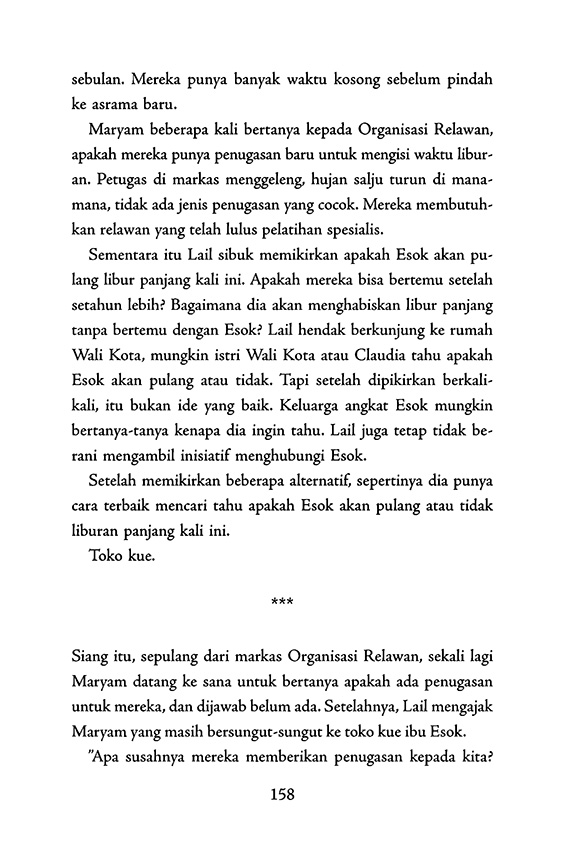 sebulan. Mereka punya banyak waktu kosong sebelum pindah
ke asrama baru.
Maryam beberapa kali bertanya kepada Organisasi Relawan,
apakah mereka punya penugasan baru untuk mengisi waktu libur-
an. Petugas di markas menggeleng, hujan salju turun di mana-
mana, tidak ada jenis penugasan yang cocok. Mereka membutuh-
kan relawan yang telah lulus pelatihan spesialis.
Sementara itu Lail sibuk memikirkan apakah Esok akan pu-
lang libur panjang kali ini. Apakah mereka bisa bertemu setelah
setahun lebih? Bagaimana dia akan menghabiskan libur panjang
tanpa bertemu dengan Esok? Lail hendak berkunjung ke rumah
Wali Kota, mungkin istri Wali Kota atau Claudia tahu apakah
Esok akan pulang atau tidak. Tapi setelah dipikirkan berkali-
kali, itu bukan ide yang baik. Keluarga angkat Esok mungkin
bertanya-tanya kenapa dia ingin tahu. Lail juga tetap tidak be-
rani mengambil inisiatif menghubungi Esok.
Setelah memikirkan beberapa alternatif, sepertinya dia punya
cara terbaik mencari tahu apakah Esok akan pulang atau tidak
liburan panjang kali ini.
Toko kue.
***
Siang itu, sepulang dari markas Organisasi Relawan, sekali lagi
Maryam datang ke sana untuk bertanya apakah ada penugasan
untuk mereka, dan dijawab belum ada. Setelahnya, Lail mengajak
Maryam yang masih bersungut-sungut ke toko kue ibu Esok.
”Apa susahnya mereka memberikan penugasan kepada kita?
158